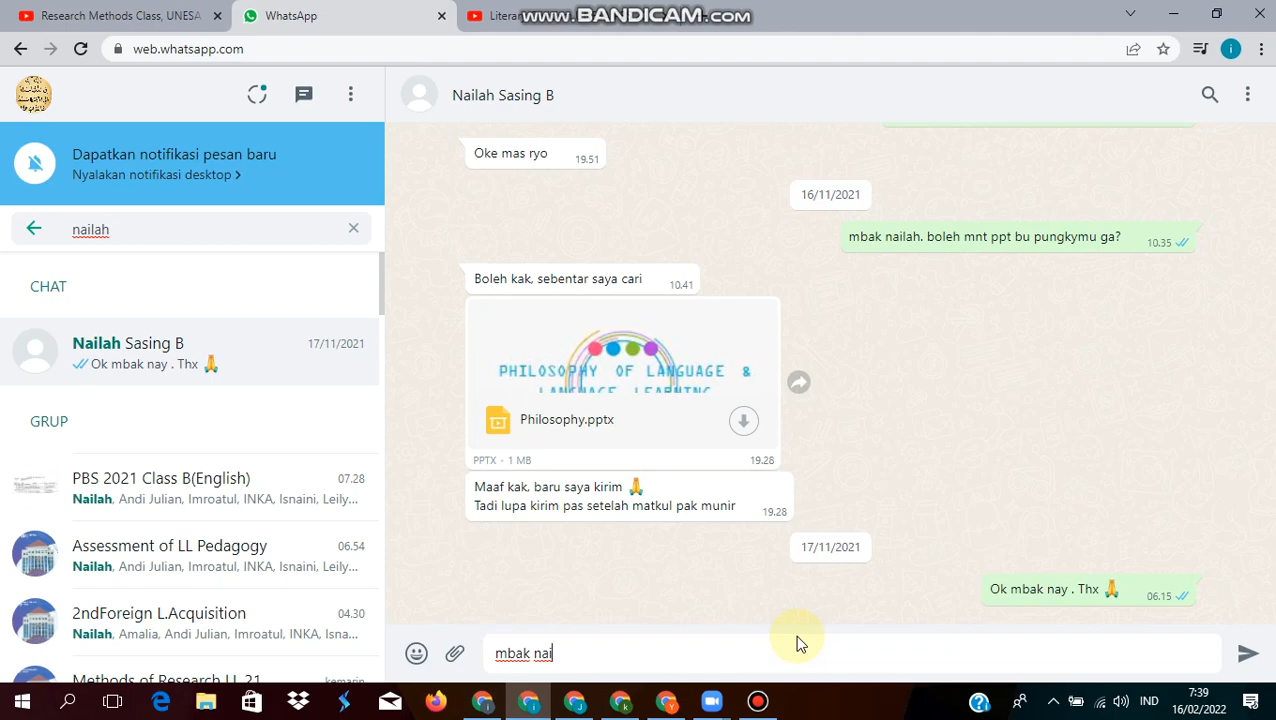 Research Methods Class, UNESA
WhatsApp
Litera
www.BANDICAM.com
web.whatsapp.com
i
Nailah Sasing B
Dapatkan notifikasi pesan baru
Nyalakan notifikasi desktop >
nailah
CHAT
Nailah Sasing B
17/11/2021
Ok mbak nay . Thx 🙏
GRUP
PBS 2021 Class B(English)
07.28
Nailah, Andi Julian, Imroatul, INKA, Isnaini, Leily...
Assessment of LL Pedagogy
06.54
Nailah, Andi Julian, Imroatul, INKA, Isnaini, Leily...
2ndForeign L.Acquisition
04.30
Nailah, Amalia, Andi Julian, Imroatul, INKA, Isna...
Methods of Research LL 21
kemarin
Oke mas ryo
19.51
16/11/2021
mbak nailah. boleh mnt ppt bu pungkymu ga?
10.35
Boleh kak, sebentar saya cari
10.41
PHILOSOPHY OF LANGUAGE &
LANGUAGE LEARNING
Philosophy.pptx
PPTX • 1 MB
19.28
Maaf kak, baru saya kirim 🙏
Tadi lupa kirim pas setelah matkul pak munir
19.28
17/11/2021
Ok mbak nay . Thx 🙏
06.15
mbak nai
IND
7:39
16/02/2022